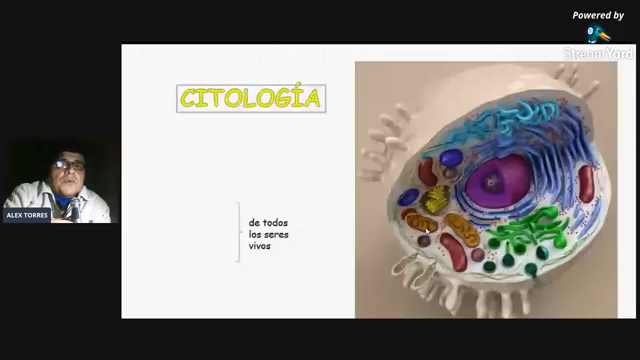 Powered by
StreamYard
CITOLOGÍA
ALEX TORRES
de todos
los seres
vivos